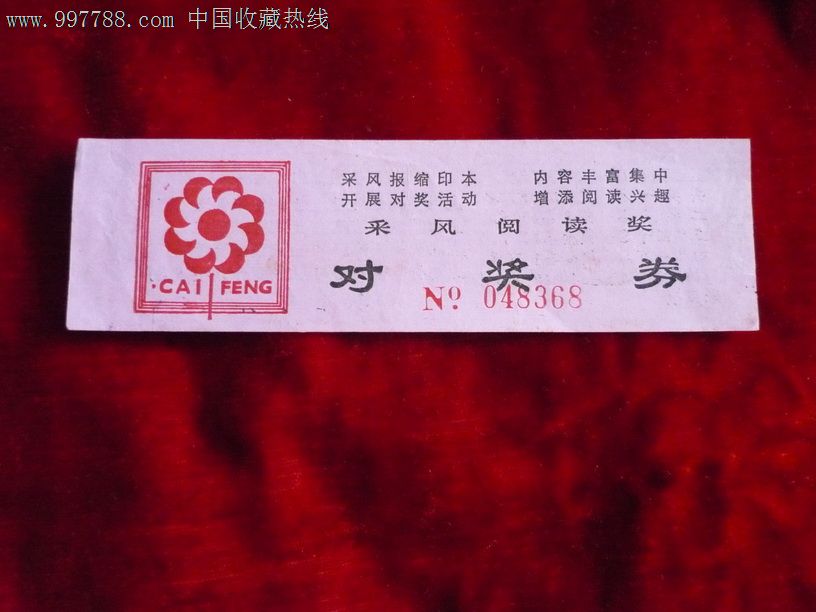 www.997788.com 中国收藏热线
采风报缩印本 内容丰富集中
开展对奖活动 增添阅读兴趣
采风阅读奖
对奖券
CAI FENG
Nº 048368